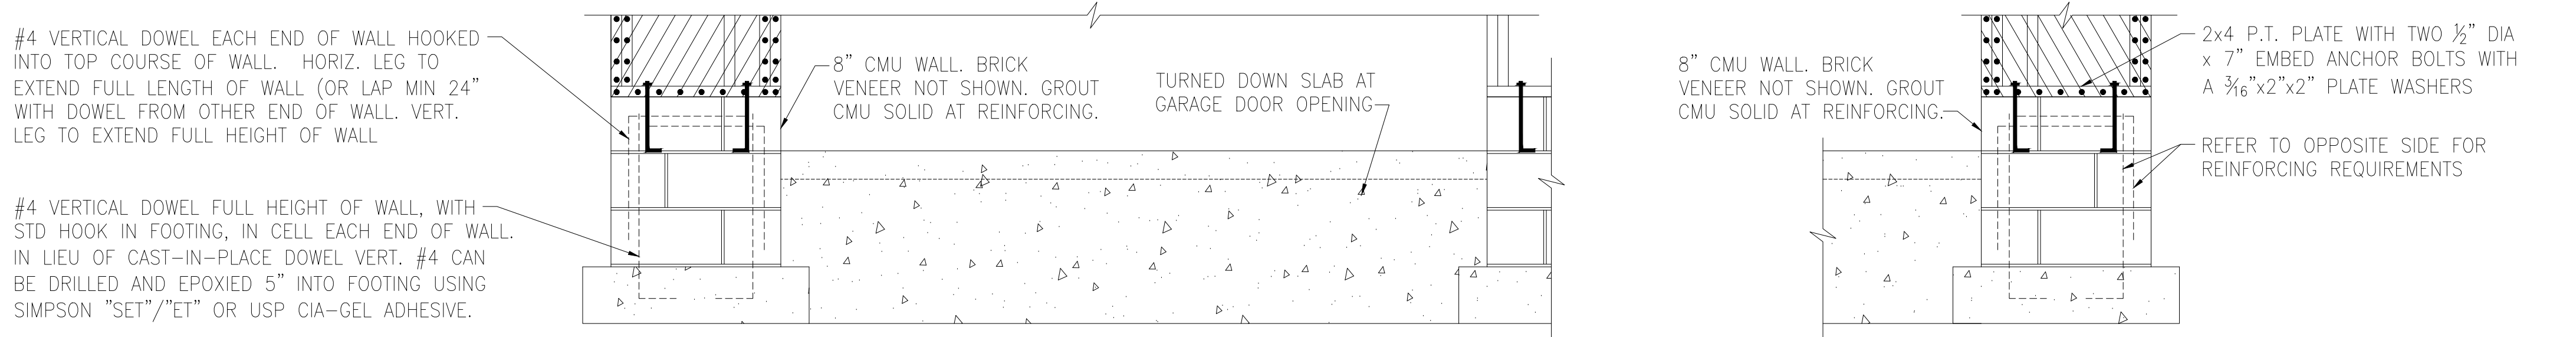 #4 VERTICAL DOWEL EACH END OF WALL HOOKED
INTO TOP COURSE OF WALL. HORIZ. LEG TO
EXTEND FULL LENGTH OF WALL (OR LAP MIN 24"
WITH DOWEL FROM OTHER END OF WALL. VERT.
LEG TO EXTEND FULL HEIGHT OF WALL
#4 VERTICAL DOWEL FULL HEIGHT OF WALL, WITH
STD HOOK IN FOOTING, IN CELL EACH END OF WALL.
IN LIEU OF CAST-IN-PLACE DOWEL VERT. #4 CAN
BE DRILLED AND EPOXIED 5" INTO FOOTING USING
SIMPSON "SET"/"ET" OR USP CIA-GEL ADHESIVE.
8" CMU WALL. BRICK
VENEER NOT SHOWN. GROUT
CMU SOLID AT REINFORCING.
TURNED DOWN SLAB AT
GARAGE DOOR OPENING
8" CMU WALL. BRICK
VENEER NOT SHOWN. GROUT
CMU SOLID AT REINFORCING.
2x4 P.T. PLATE WITH TWO ½" DIA
x 7" EMBED ANCHOR BOLTS WITH
A 3/16"x2"x2" PLATE WASHERS
REFER TO OPPOSITE SIDE FOR
REINFORCING REQUIREMENTS